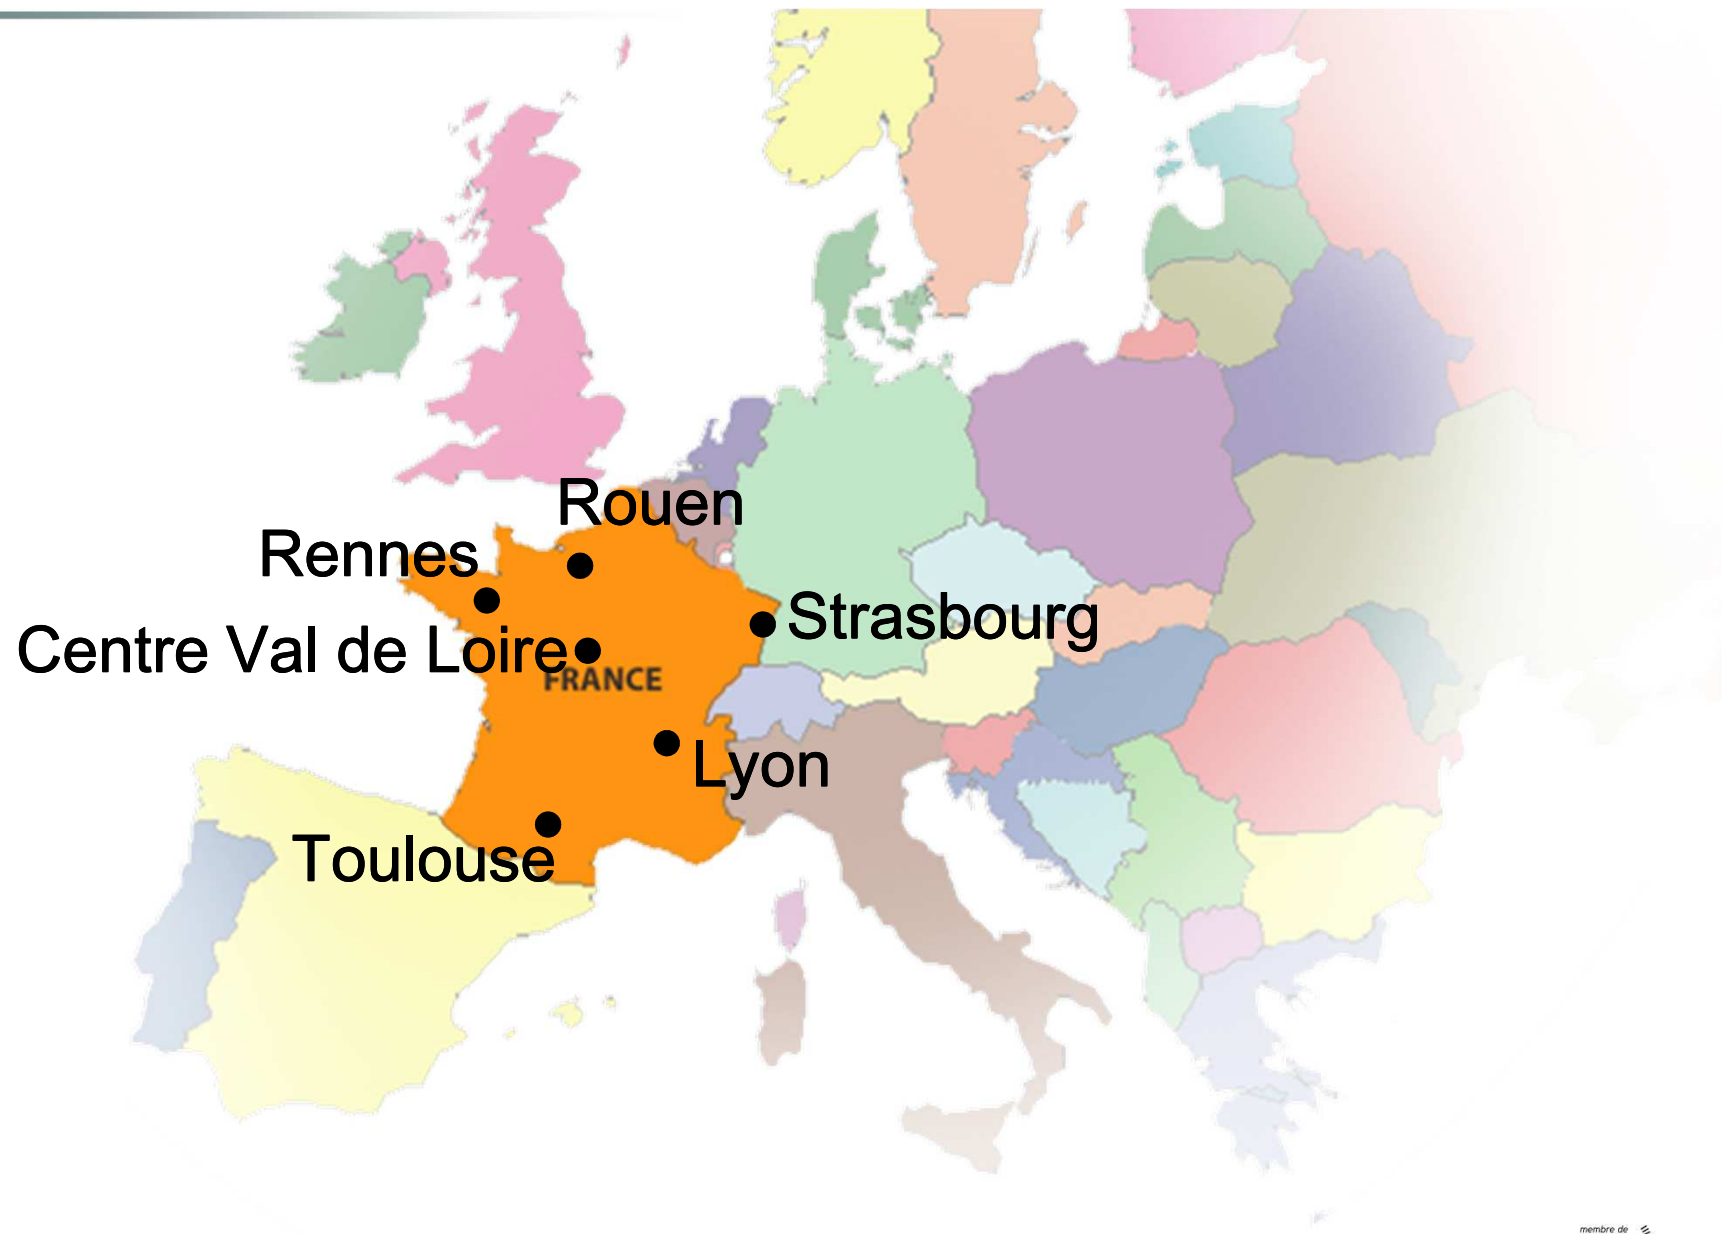 Rouen
Rennes
Strasbourg
Centre Val de Loire
FRANCE
Lyon
Toulouse
membre de